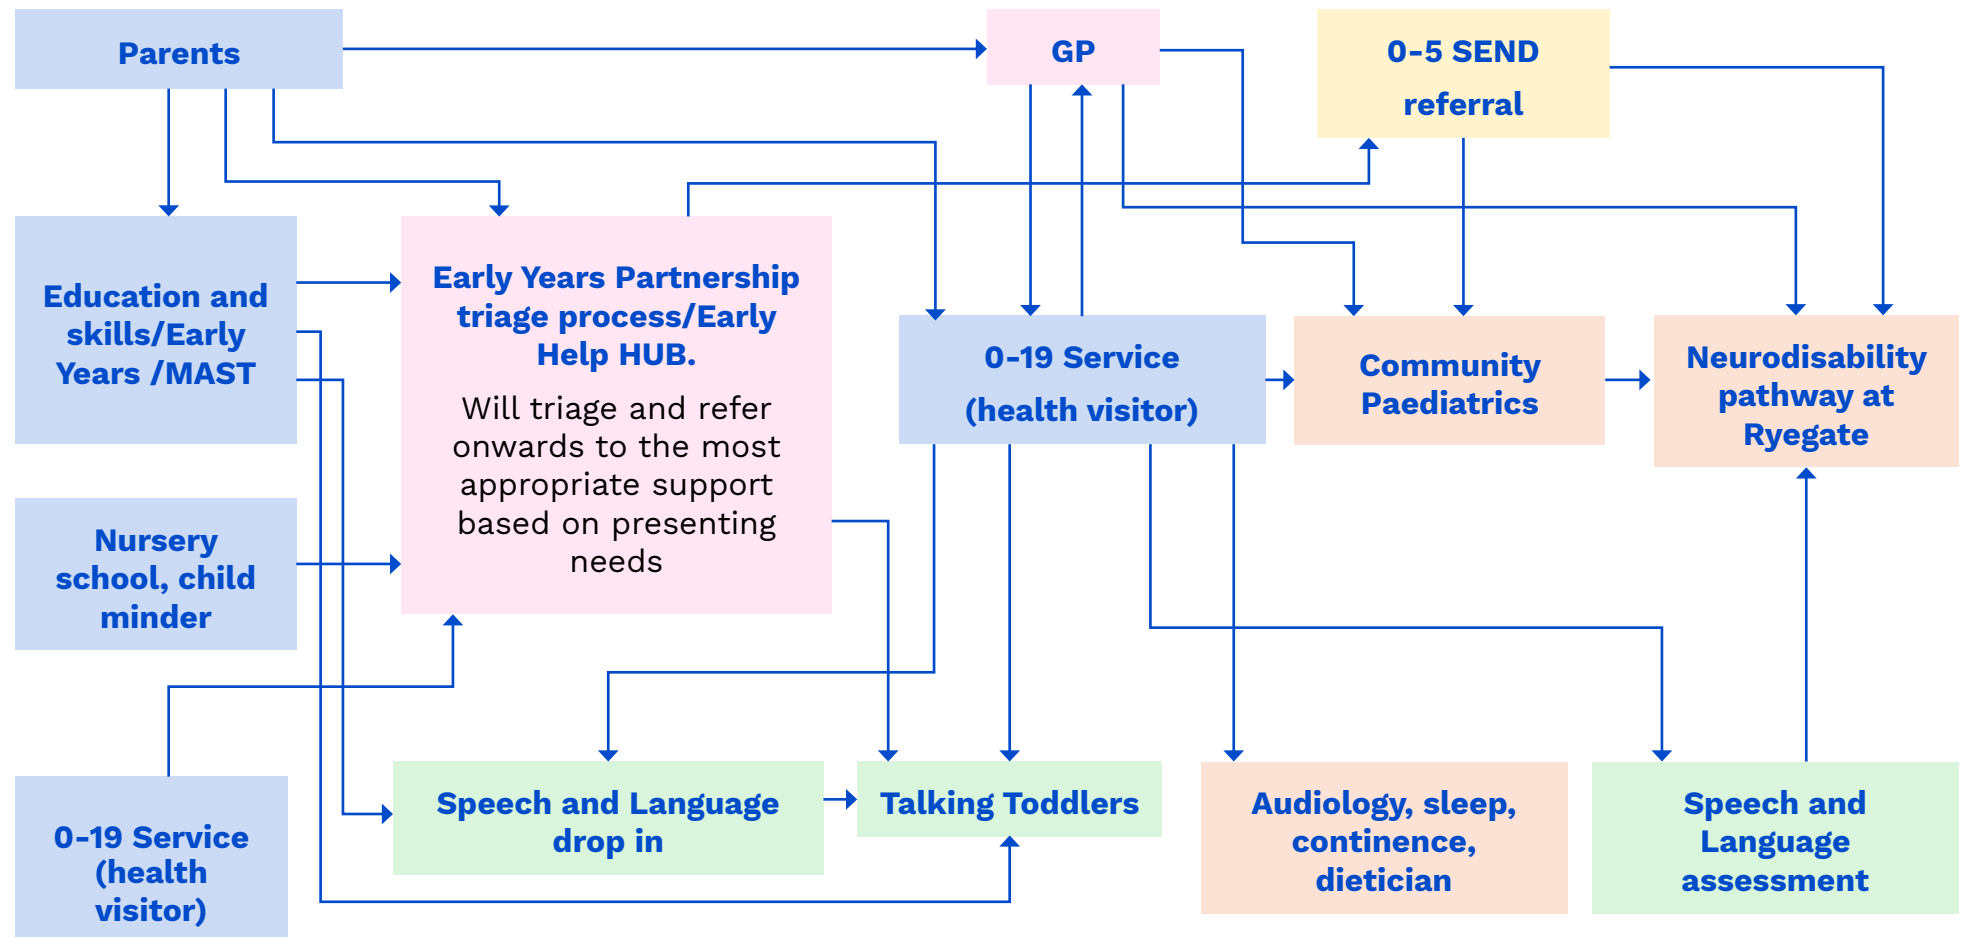 Parents
GP
0-5 SEND
referral
Education and
skills/Early
Years /MAST
Early Years Partnership
triage process/Early
Help HUB.
Will triage and refer
onwards to the most
appropriate support
based on presenting
needs
0-19 Service
(health visitor)
Community
Paediatrics
Neurodisability
pathway at
Ryegate
Nursery
school, child
minder
0-19 Service
(health
visitor)
Speech and Language
drop in
Talking Toddlers
Audiology, sleep,
continence,
dietician
Speech and
Language
assessment